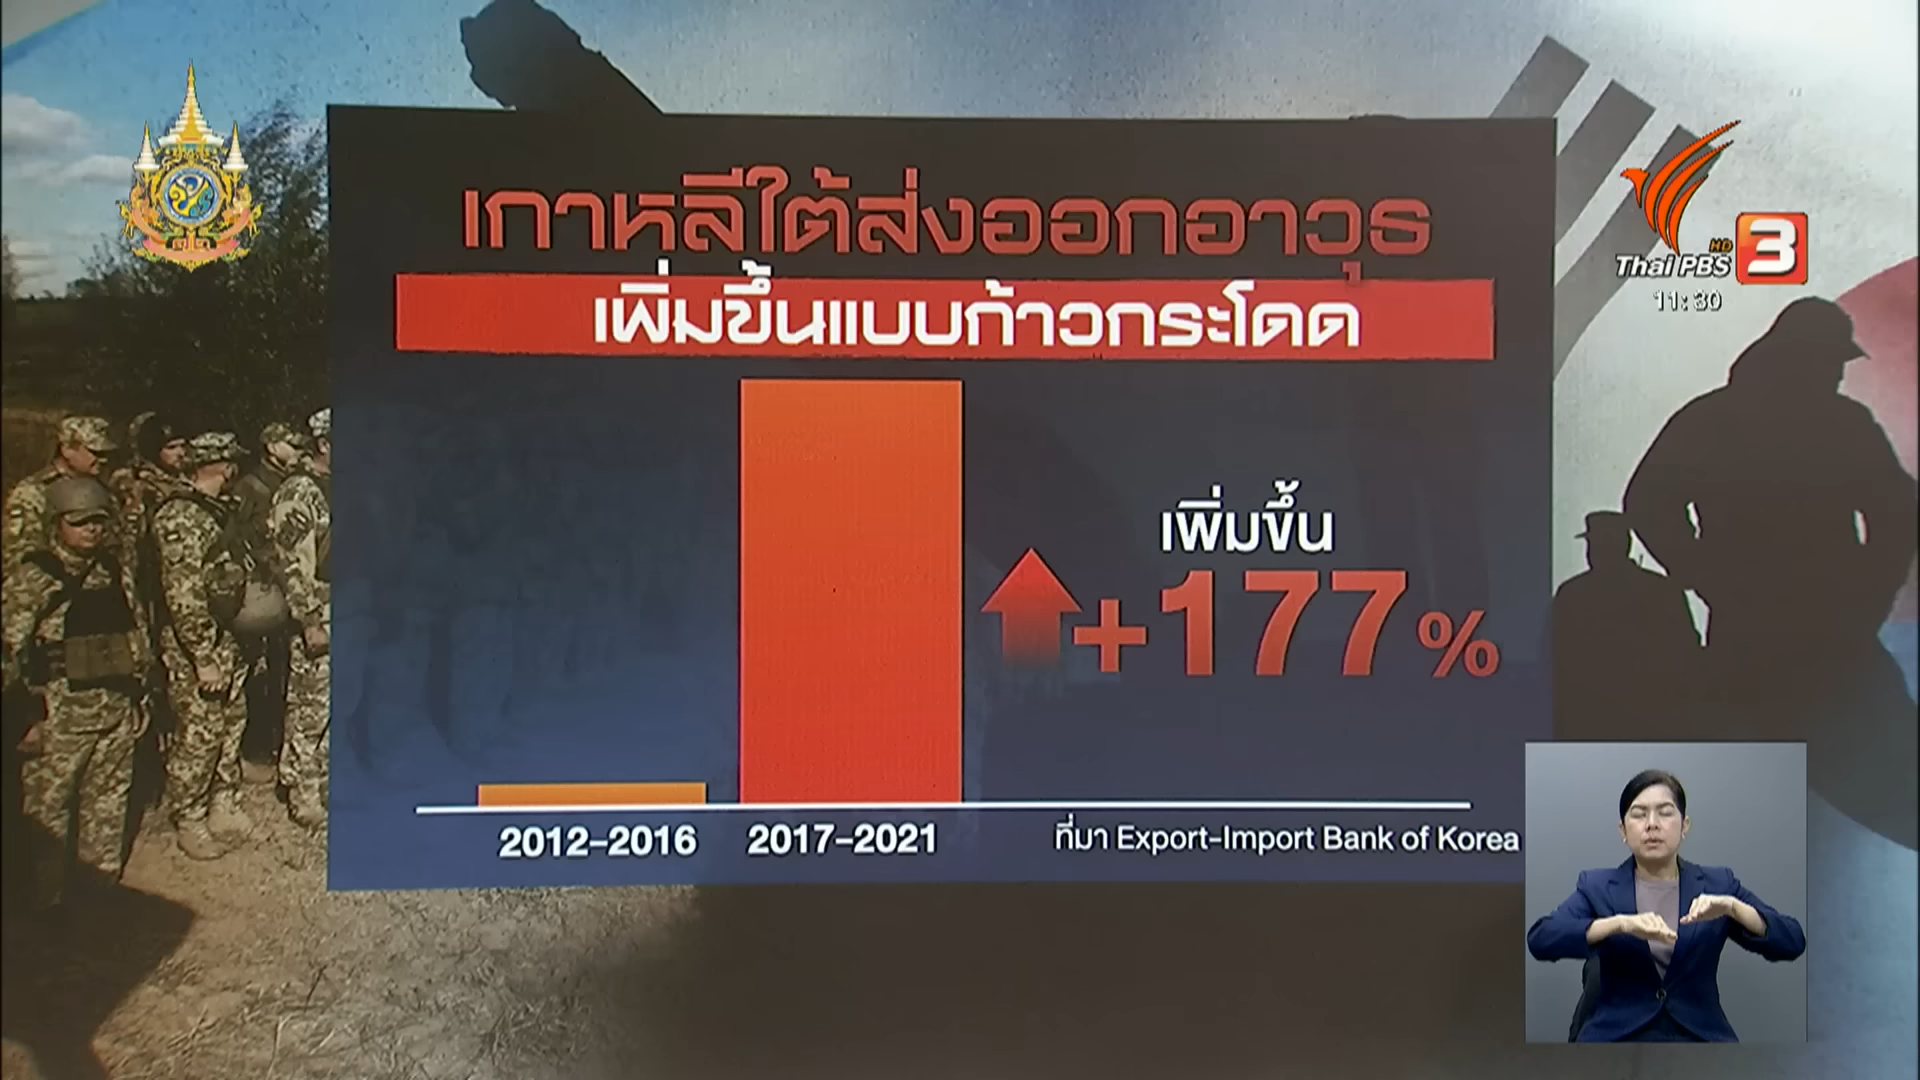 เกาหลีใต้ส่งออกอาวุธ
เพิ่มขึ้นแบบก้าวกระโดด
Thai PBS HD 3
11:30
เพิ่มขึ้น
+177%
2012-2016
2017-2021
ที่มา Export-Import Bank of Korea